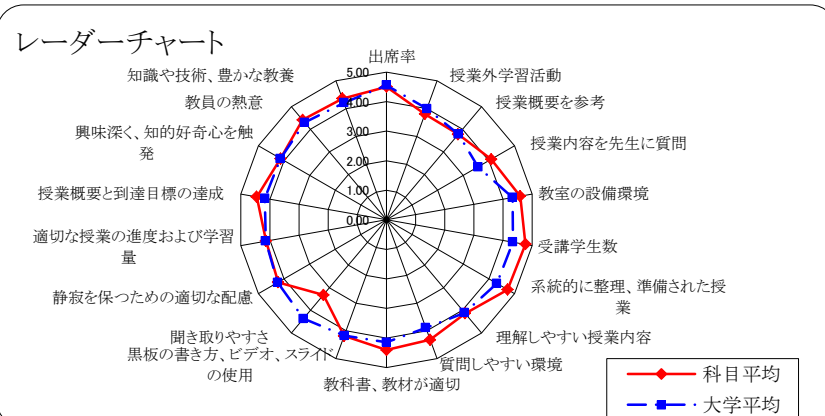 レーダーチャート
出席率
授業外学習活動
授業概要を参考
授業内容を先生に質問
教室の設備環境
受講学生数
系統的に整理、準備された授
業
理解しやすい授業内容
質問しやすい環境
教科書、教材が適切
黒板の書き方、ビデオ、スライド
の使用
聞き取りやすさ
静寂を保つための適切な配慮
適切な授業の進度および学習
量
授業概要と到達目標の達成
興味深く、知的好奇心を触
発
教員の熱意
知識や技術、豊かな教養
5.00
4.00
3.00
2.00
1.00
0.00
科目平均
大学平均